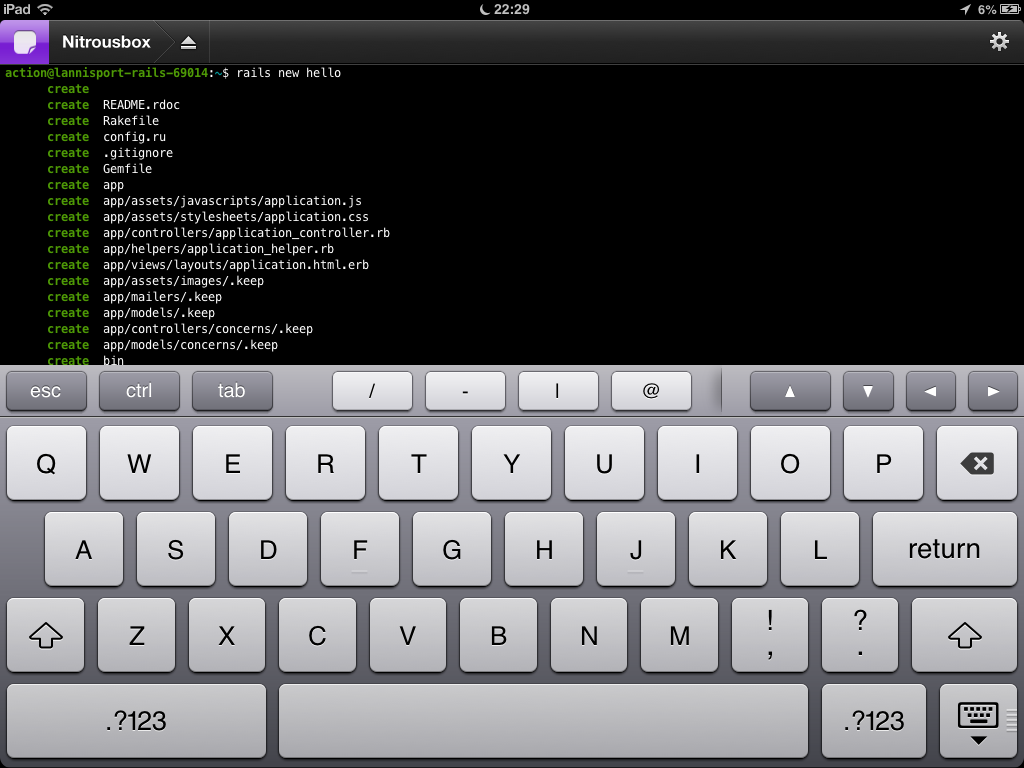 iPad 22:29 6%
Nitrousbox
action@lannisport-rails-69014:~$ rails new hello
create
create README.rdoc
create Rakefile
create config.ru
create .gitignore
create Gemfile
create app
create app/assets/javascripts/application.js
create app/assets/stylesheets/application.css
create app/controllers/application_controller.rb
create app/helpers/application_helper.rb
create app/views/layouts/application.html.erb
create app/assets/images/.keep
create app/mailers/.keep
create app/models/.keep
create app/controllers/concerns/.keep
create app/models/concerns/.keep
create bin
esc ctrl tab / - | @ ▲ ▼ ◄ ►
Q W E R T Y U I O P
A S D F G H J K L return
Z X C V B N M ! , ? .
.?123 .?123